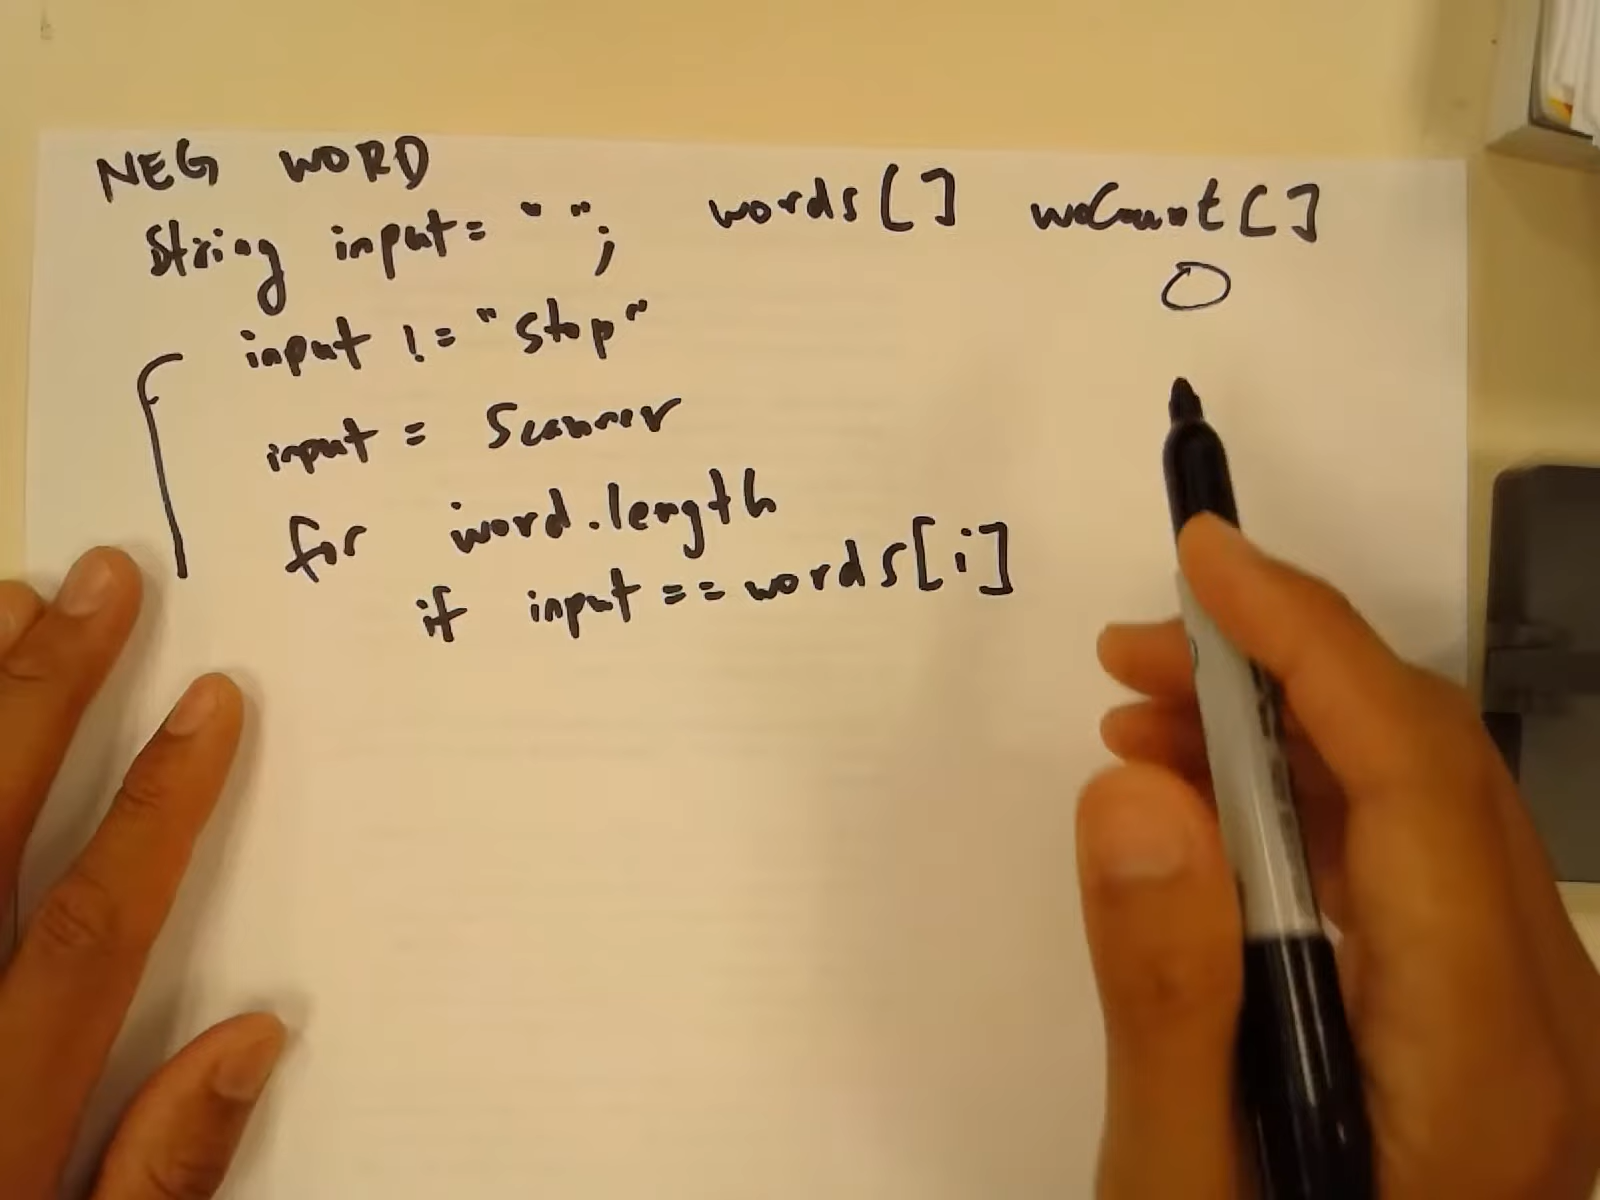 NEG WORD
String input = " "; words [ ] woCount [ ]
0
input != "stop"
input = Scanner
for word.length
if input == words[i]